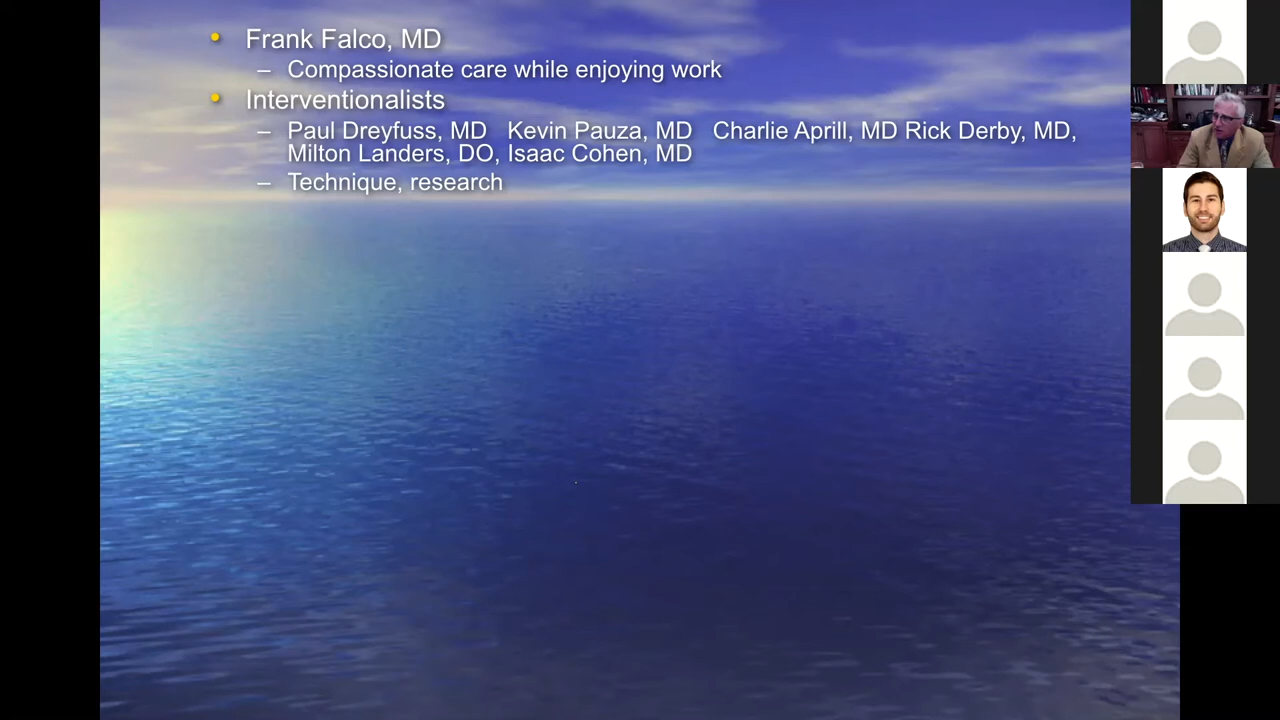 • Frank Falco, MD
– Compassionate care while enjoying work
• Interventionalists
– Paul Dreyfuss, MD Kevin Pauza, MD Charlie Aprill, MD Rick Derby, MD,
Milton Landers, DO, Isaac Cohen, MD
– Technique, research